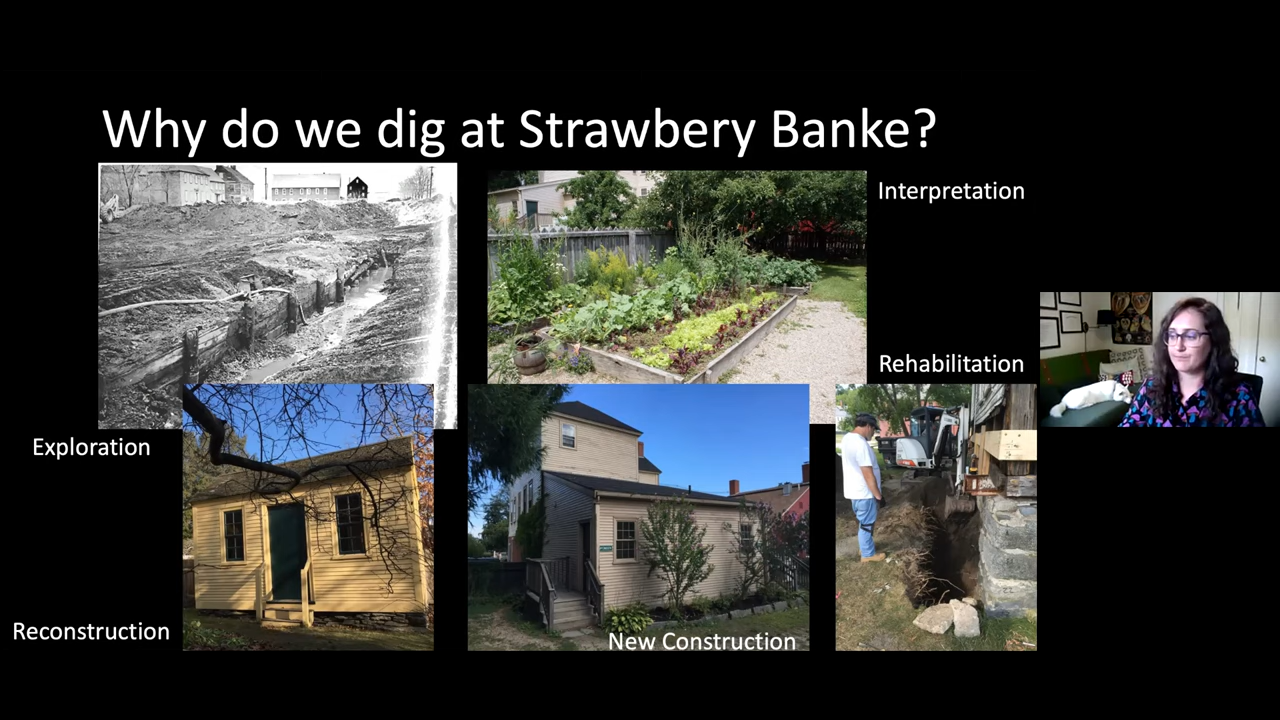 Why do we dig at Strawbery Banke?
Interpretation
Rehabilitation
Exploration
Reconstruction
New Construction